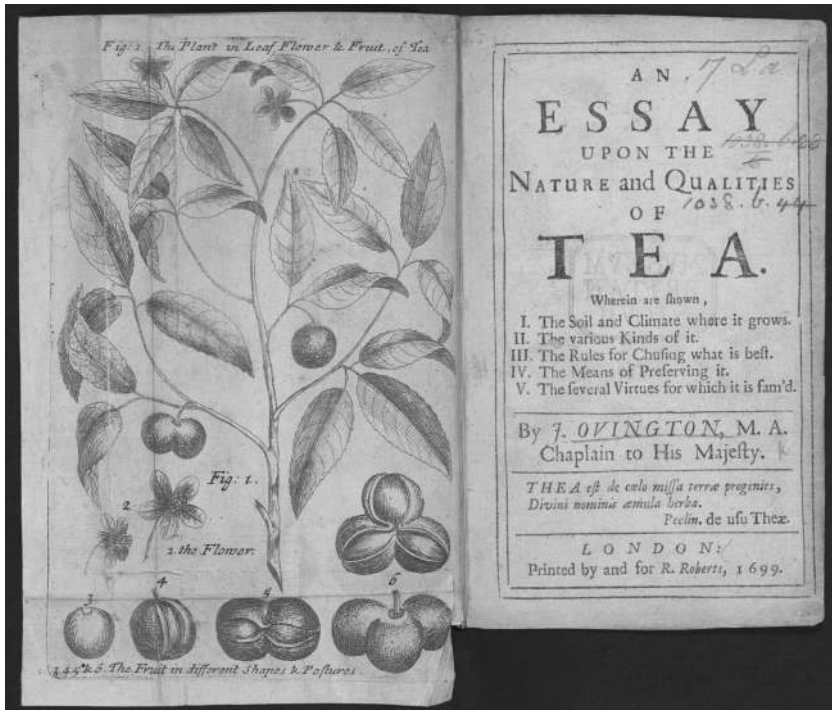 Fig: 1. The Plant in Leaf, Flower & Fruit, of Tea
Fig: 1.
2
2. the Flower.
3
4
5
6
3 4 5 & 6. The Fruit in different Shapes & Postures
7 L.a
AN
ESSAY
UPON THE
NATURE and QUALITIES
1038. b. 44
OF
TEA.
Wherein are ſhown,
I. The Soil and Climate where it grows.
II. The various Kinds of it.
III. The Rules for Chuſing what is beſt.
IV. The Means of Preſerving it.
V. The ſeveral Virtues for which it is fam'd.
By J. OVINGTON, M. A.
Chaplain to His Majeſty.
THEA eſt de cœlo miſſa terræ progenies,
Divini nominis æmula herba.
Pechlin. de uſu Theæ.
LONDON:
Printed by and for R. Roberts, 1699.